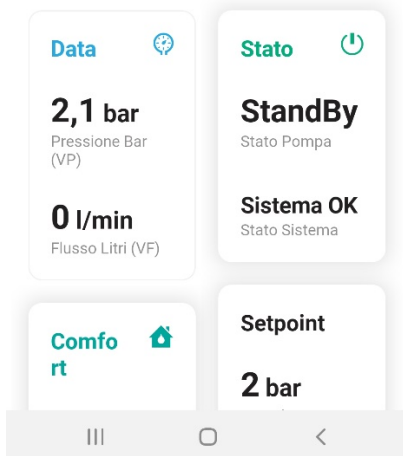 Data
2,1 bar
Pressione Bar
(VP)
0 l/min
Flusso Litri (VF)
Stato
StandBy
Stato Pompa
Sistema OK
Stato Sistema
Comfo
rt
Setpoint
2 bar